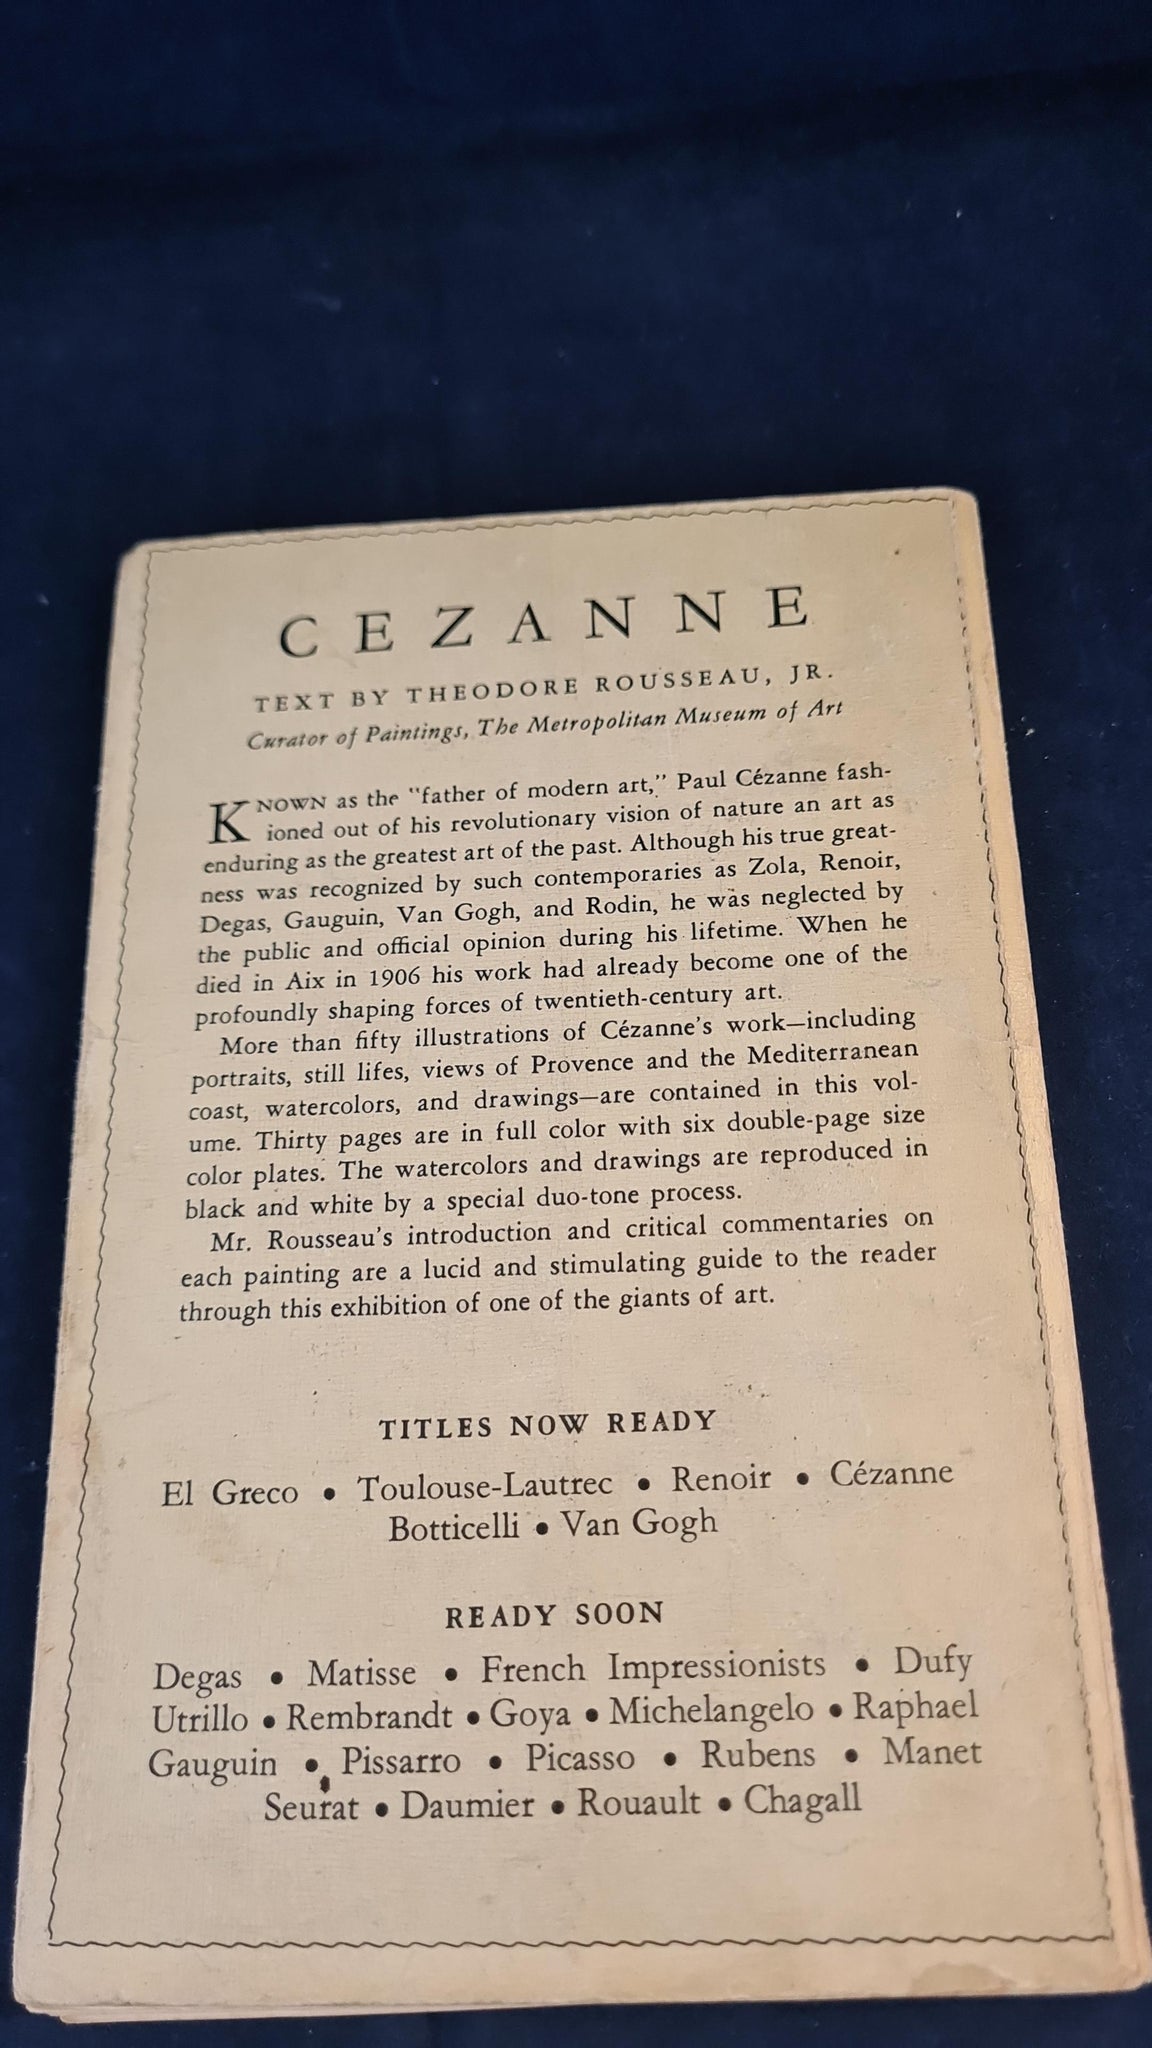 CEZANNE
TEXT BY THEODORE ROUSSEAU, JR.
Curator of Paintings, The Metropolitan Museum of Art
KNOWN as the "father of modern art," Paul Cézanne fash-
ioned out of his revolutionary vision of nature an art as
enduring as the greatest art of the past. Although his true great-
ness was recognized by such contemporaries as Zola, Renoir,
Degas, Gauguin, Van Gogh, and Rodin, he was neglected by
the public and official opinion during his lifetime. When he
died in Aix in 1906 his work had already become one of the
profoundly shaping forces of twentieth-century art.
More than fifty illustrations of Cézanne's work—including
portraits, still lifes, views of Provence and the Mediterranean
coast, watercolors, and drawings—are contained in this vol-
ume. Thirty pages are in full color with six double-page size
color plates. The watercolors and drawings are reproduced in
black and white by a special duo-tone process.
Mr. Rousseau's introduction and critical commentaries on
each painting are a lucid and stimulating guide to the reader
through this exhibition of one of the giants of art.
TITLES NOW READY
El Greco • Toulouse-Lautrec • Renoir • Cézanne
Botticelli • Van Gogh
READY SOON
Degas • Matisse • French Impressionists • Dufy
Utrillo • Rembrandt • Goya • Michelangelo • Raphael
Gauguin • Pissarro • Picasso • Rubens • Manet
Seurat • Daumier • Rouault • Chagall